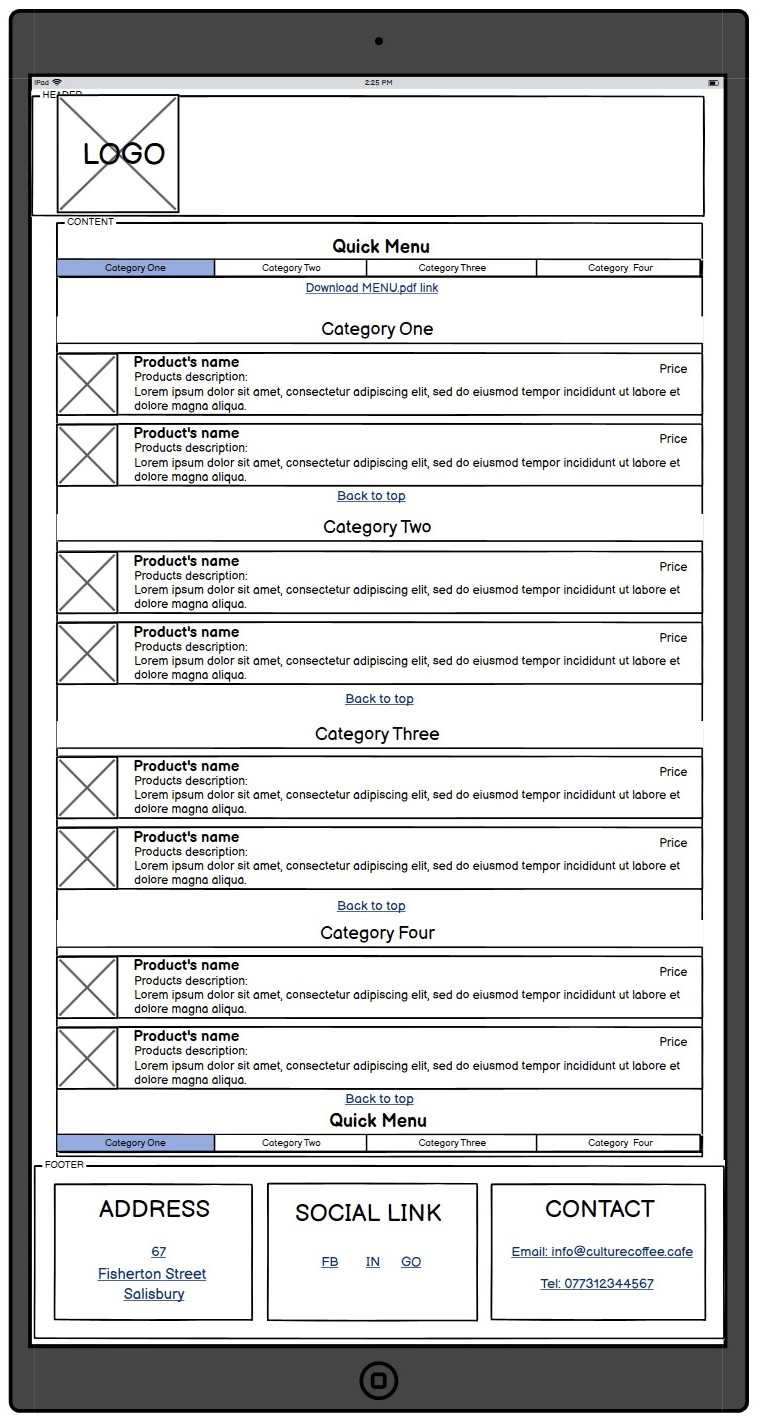 iPad 2:25 PM
HEADER
LOGO
CONTENT
Quick Menu
Category One Category Two Category Three Category Four
Download MENU.pdf link
Category One
Product's name
Price
Products description:
Lorem ipsum dolor sit amet, consectetur adipiscing elit, sed do eiusmod tempor incididunt ut labore et
dolore magna aliqua.
Product's name
Price
Products description:
Lorem ipsum dolor sit amet, consectetur adipiscing elit, sed do eiusmod tempor incididunt ut labore et
dolore magna aliqua.
Back to top
Category Two
Product's name
Price
Products description:
Lorem ipsum dolor sit amet, consectetur adipiscing elit, sed do eiusmod tempor incididunt ut labore et
dolore magna aliqua.
Product's name
Price
Products description:
Lorem ipsum dolor sit amet, consectetur adipiscing elit, sed do eiusmod tempor incididunt ut labore et
dolore magna aliqua.
Back to top
Category Three
Product's name
Price
Products description:
Lorem ipsum dolor sit amet, consectetur adipiscing elit, sed do eiusmod tempor incididunt ut labore et
dolore magna aliqua.
Product's name
Price
Products description:
Lorem ipsum dolor sit amet, consectetur adipiscing elit, sed do eiusmod tempor incididunt ut labore et
dolore magna aliqua.
Back to top
Category Four
Product's name
Price
Products description:
Lorem ipsum dolor sit amet, consectetur adipiscing elit, sed do eiusmod tempor incididunt ut labore et
dolore magna aliqua.
Product's name
Price
Products description:
Lorem ipsum dolor sit amet, consectetur adipiscing elit, sed do eiusmod tempor incididunt ut labore et
dolore magna aliqua.
Back to top
Quick Menu
Category One Category Two Category Three Category Four
FOOTER
ADDRESS
67
Fisherton Street
Salisbury
SOCIAL LINK
FB IN GO
CONTACT
Email: info@culturecoffee.cafe
Tel: 077312344567